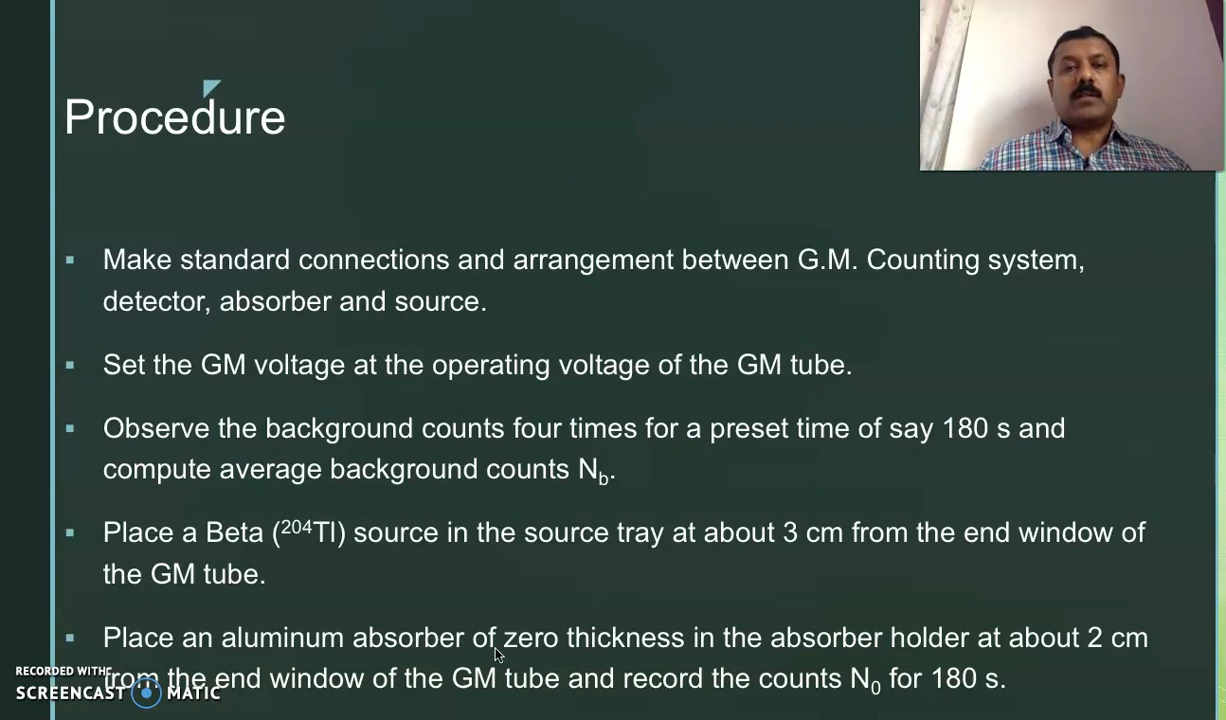 Procedure
Make standard connections and arrangement between G.M. Counting system,
detector, absorber and source.
Set the GM voltage at the operating voltage of the GM tube.
Observe the background counts four times for a preset time of say 180 s and
compute average background counts N_b.
Place a Beta (²⁰⁴Tl) source in the source tray at about 3 cm from the end window of
the GM tube.
Place an aluminum absorber of zero thickness in the absorber holder at about 2 cm
from the end window of the GM tube and record the counts N₀ for 180 s.
RECORDED WITH
SCREENCAST MATIC